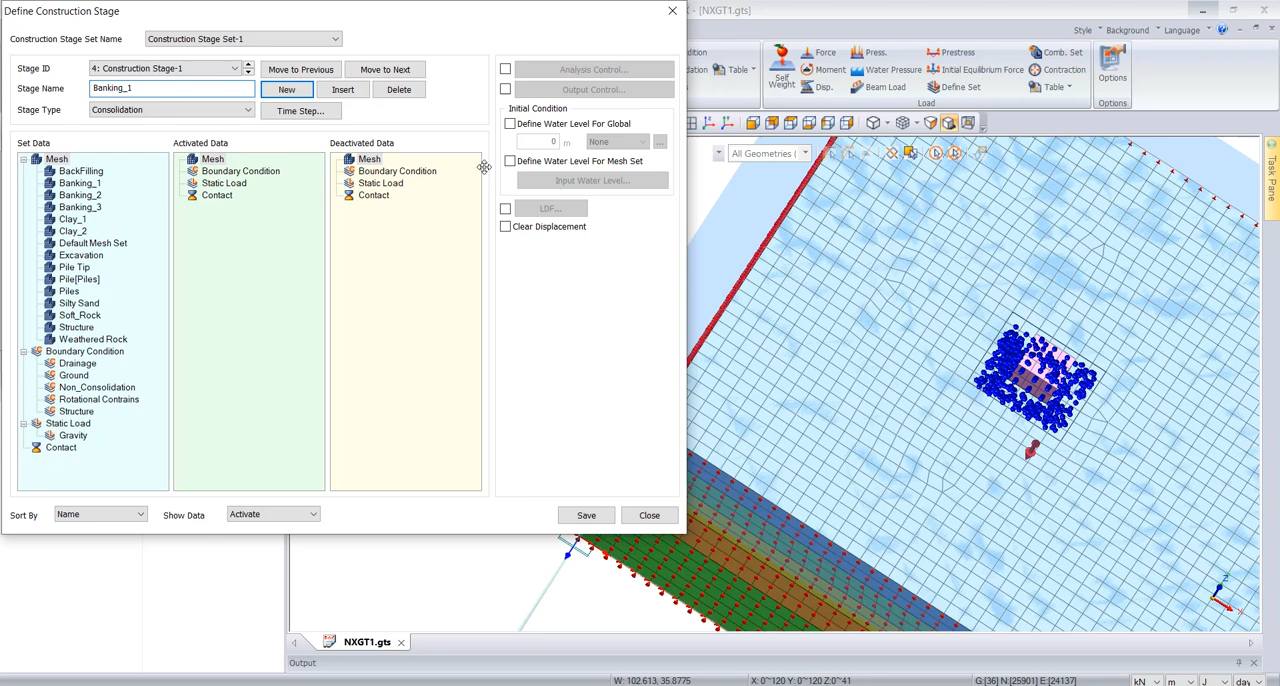 Define Construction Stage
X - [NXGT1.gts]
Construction Stage Set Name
Construction Stage Set-1
Style
Background
Language
Stage ID
4: Construction Stage-1
Move to Previous
Move to Next
Stage Name
Banking_1
New
Insert
Delete
Stage Type
Consolidation
Time Step...
Analysis Control...
Output Control...
Initial Condition
Define Water Level For Global
0
m
None
...
Define Water Level For Mesh Set
Input Water Level...
LDF...
Clear Displacement
Table
Self
Weight
Force
Press.
Prestress
Comb. Set
Moment
Water Pressure
Initial Equilibrium Force
Contraction
Disp.
Beam Load
Define Set
Table
Options
Load
Options
All Geometries (
Task Pane
Set Data
Activated Data
Deactivated Data
Mesh
BackFilling
Banking_1
Banking_2
Banking_3
Clay_1
Clay_2
Default Mesh Set
Excavation
Pile Tip
Pile[Piles]
Piles
Silty Sand
Soft_Rock
Structure
Weathered Rock
Boundary Condition
Drainage
Ground
Non_Consolidation
Rotational Contrains
Structure
Static Load
Gravity
Contact
Mesh
Boundary Condition
Static Load
Contact
Mesh
Boundary Condition
Static Load
Contact
Sort By
Name
Show Data
Activate
Save
Close
Z
NXGT1.gts
Output
W: 102.613, 35.8775
X: 0~120 Y: 0~120 Z:0~41
G:[36] N:[25901] E:[24137]
kN
m
J
day